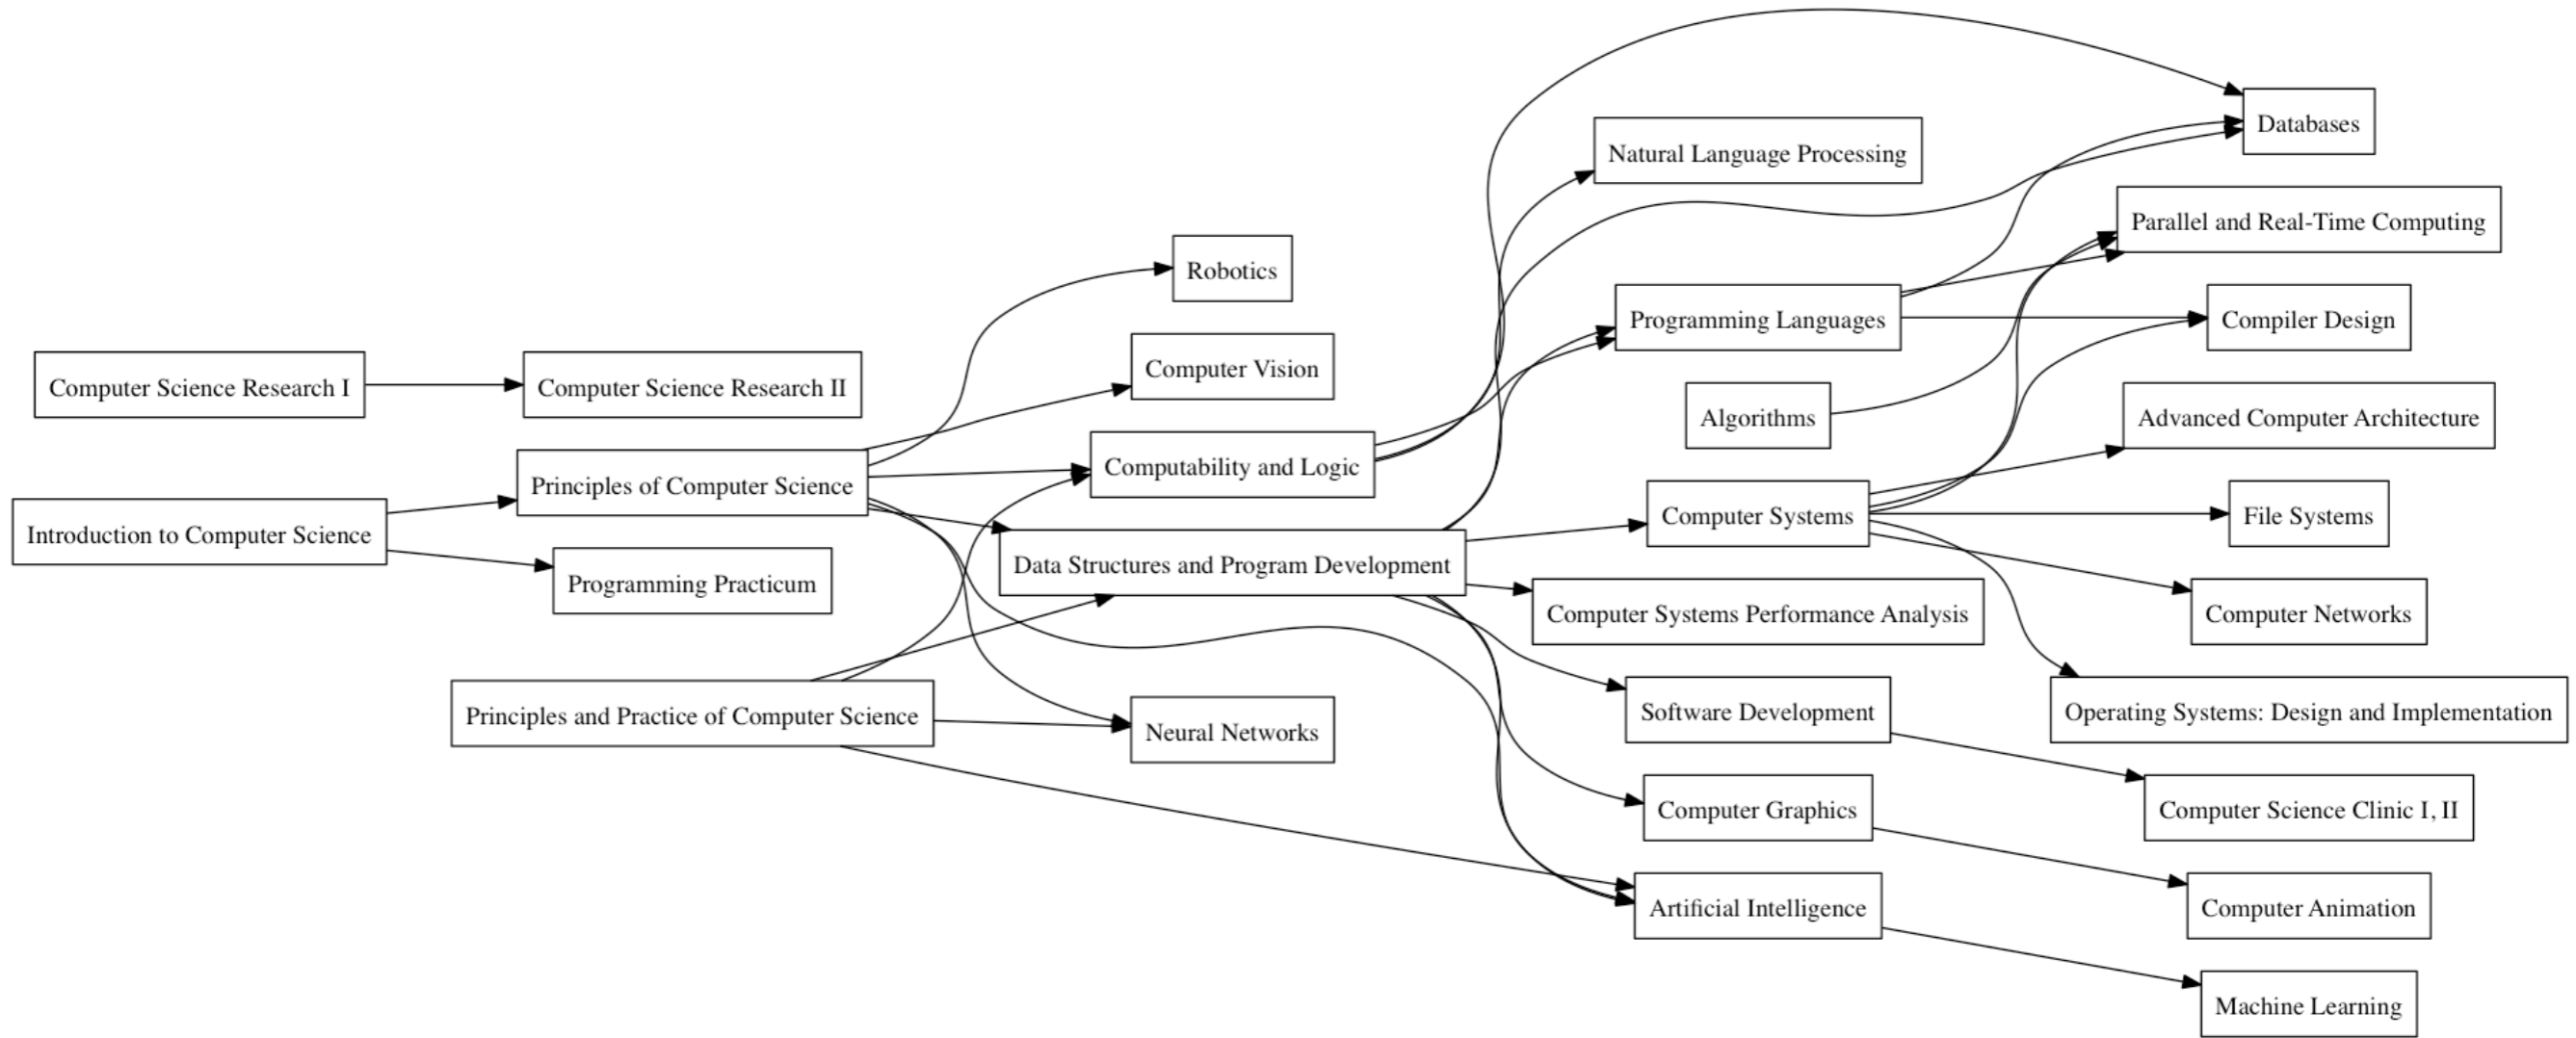 Computer Science Research I
Computer Science Research II
Introduction to Computer Science
Principles of Computer Science
Programming Practicum
Principles and Practice of Computer Science
Robotics
Computer Vision
Computability and Logic
Data Structures and Program Development
Neural Networks
Natural Language Processing
Programming Languages
Algorithms
Computer Systems
Computer Systems Performance Analysis
Software Development
Computer Graphics
Artificial Intelligence
Databases
Parallel and Real-Time Computing
Compiler Design
Advanced Computer Architecture
File Systems
Computer Networks
Operating Systems: Design and Implementation
Computer Science Clinic I, II
Computer Animation
Machine Learning